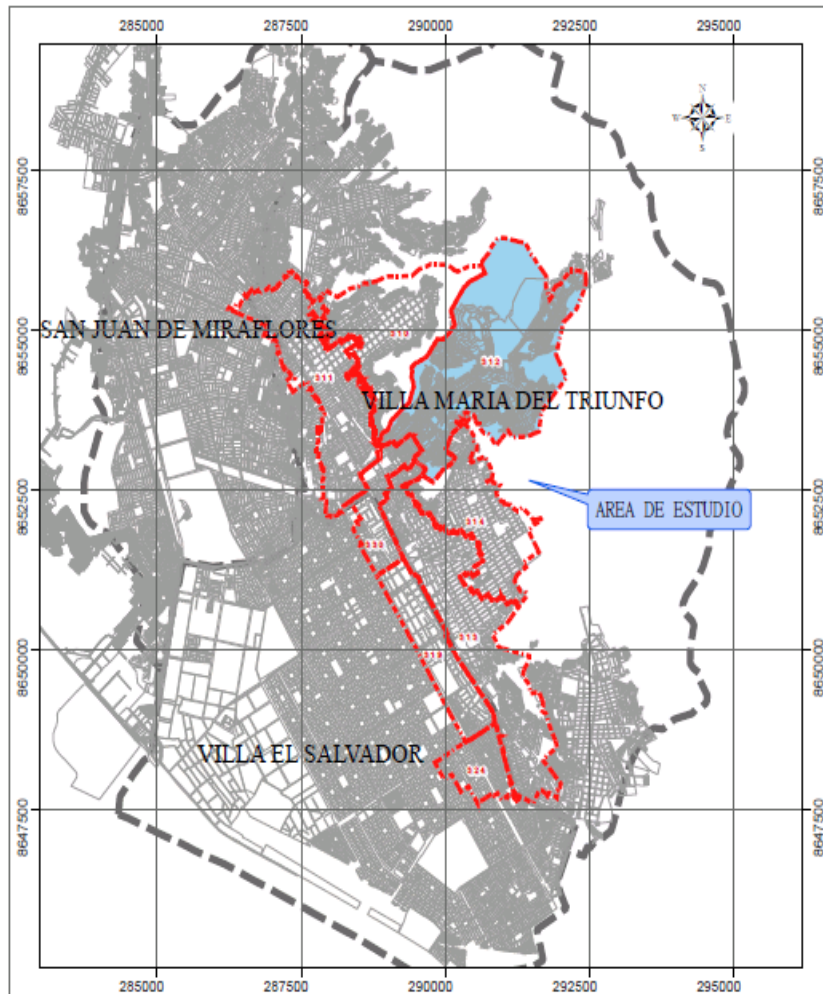 285000 287500 290000 292500 295000
N
W E
S
8657500 8657500
310
SAN JUAN DE MIRAFLORES
8655000 8655000
312
311
VILLA MARIA DEL TRIUNFO
8652500 8652500
AREA DE ESTUDIO
314
313
8650000 8650000
319
VILLA EL SALVADOR
324
8647500 8647500
285000 287500 290000 292500 295000